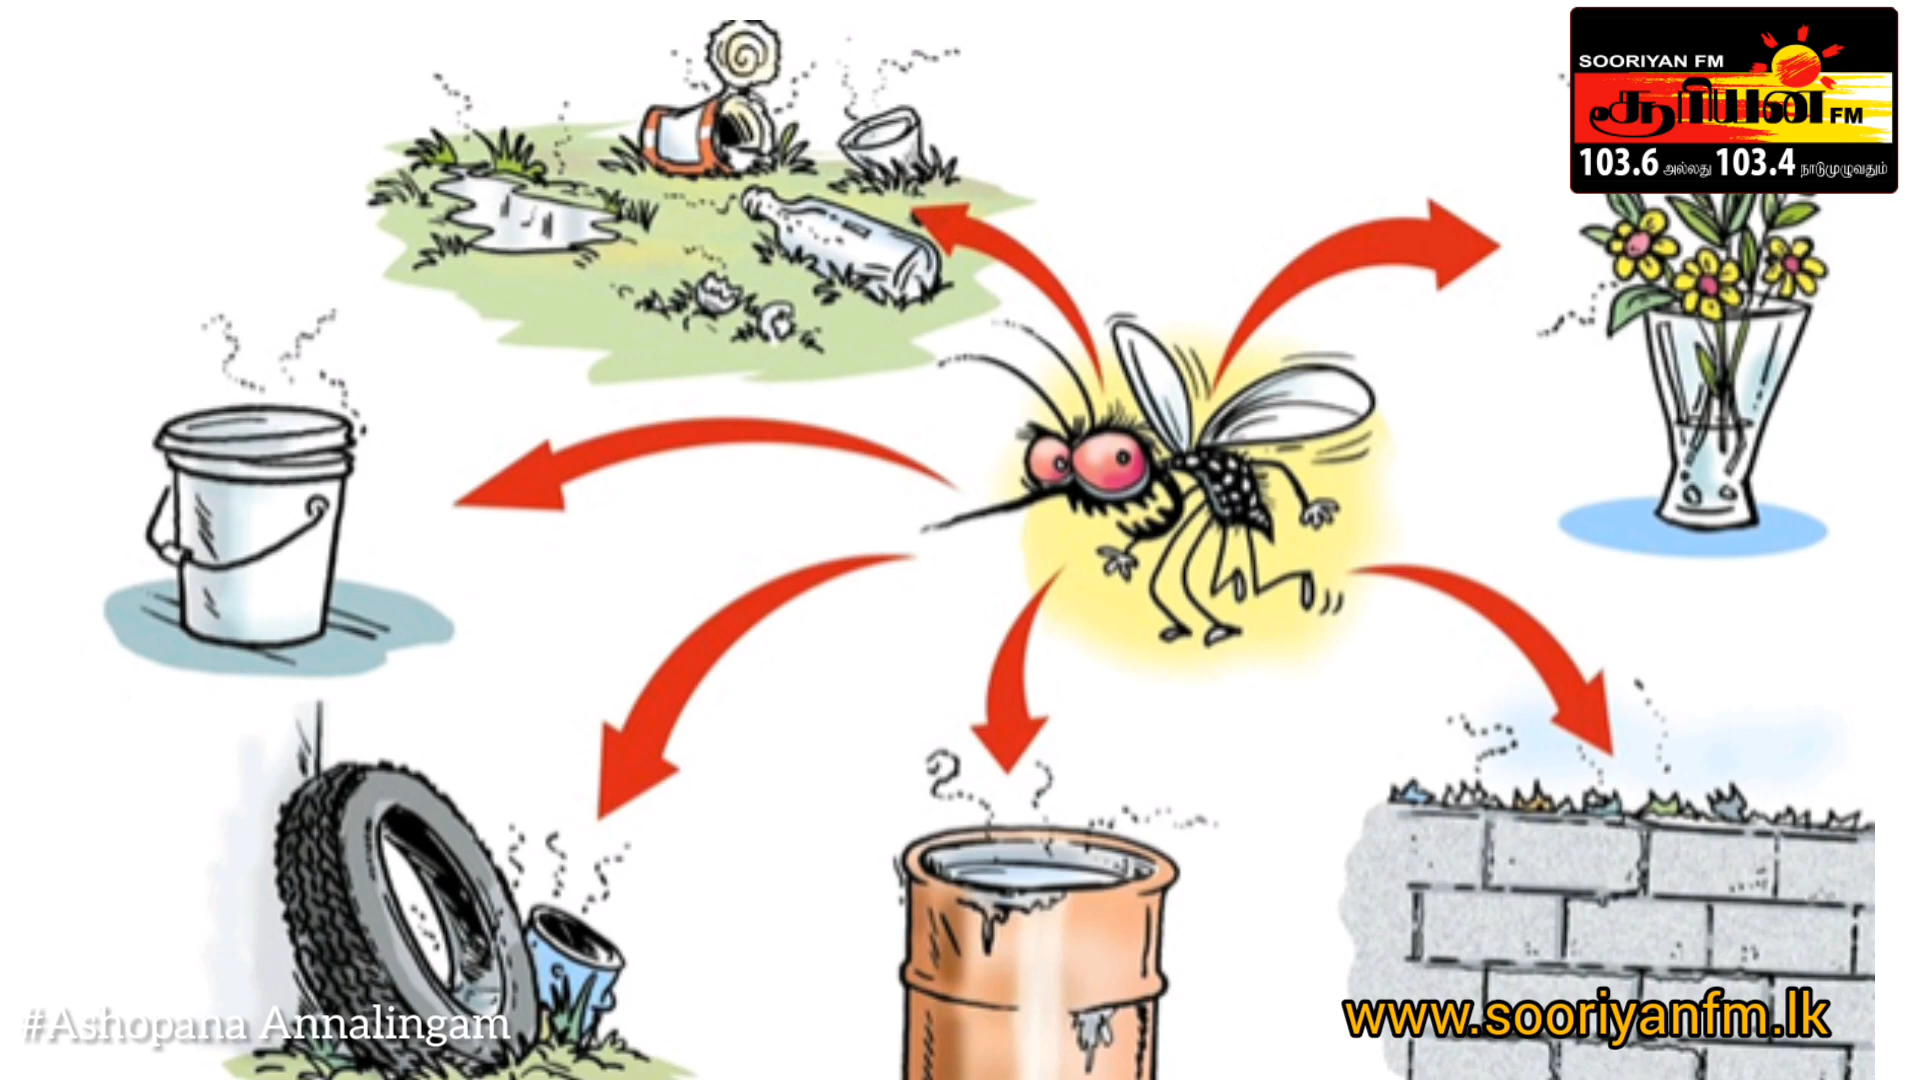 SOORIYAN FM
சூரியன் FM
103.6 அல்லது 103.4 நாடுமுழுவதும்
#Ashopana Annalingam
www.sooriyanfm.lk